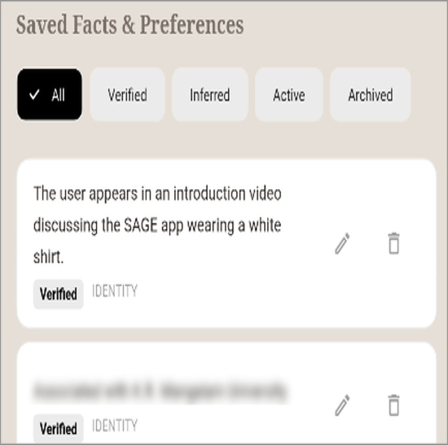 Saved Facts & Preferences
All
Verified
Inferred
Active
Archived
The user appears in an introduction video
discussing the SAGE app wearing a white
shirt.
Verified IDENTITY
Verified IDENTITY